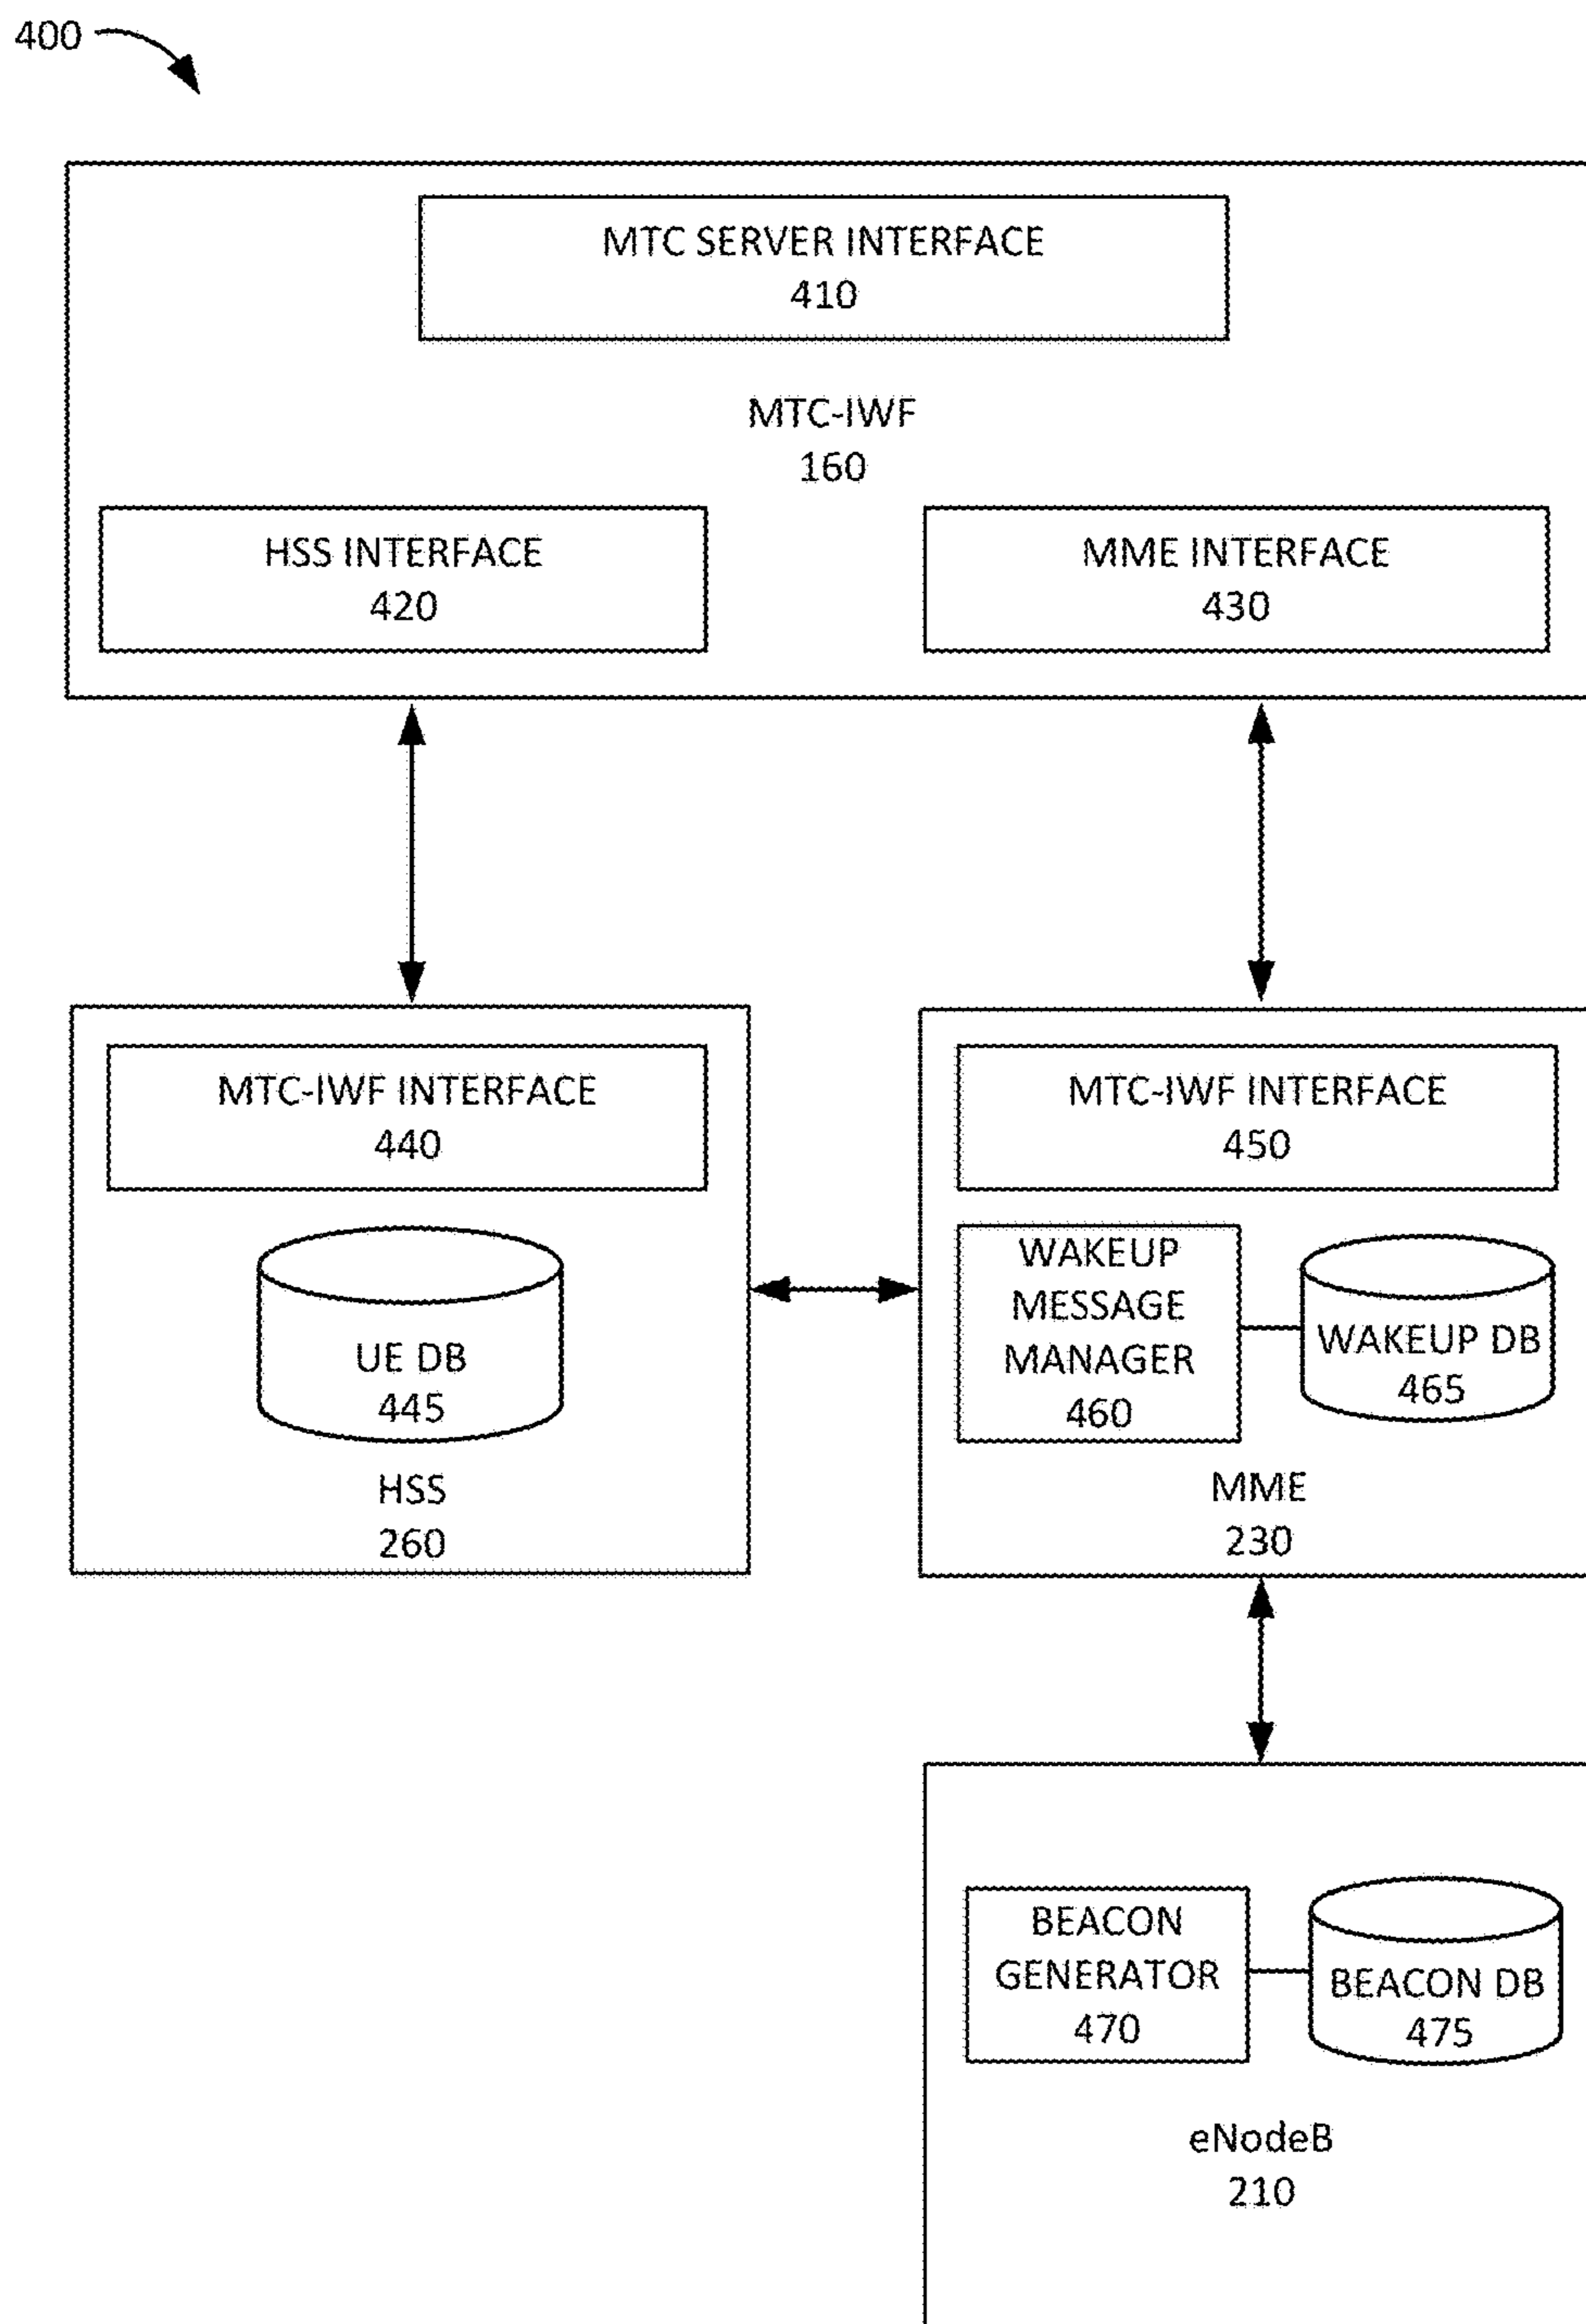 400
MTC SERVER INTERFACE
410
MTC-IWF
160
HSS INTERFACE
420
MME INTERFACE
430
MTC-IWF INTERFACE
440
UE DB
445
HSS
260
MTC-IWF INTERFACE
450
WAKEUP
MESSAGE
MANAGER
460
WAKEUP DB
465
MME
230
BEACON
GENERATOR
470
BEACON DB
475
eNodeB
210